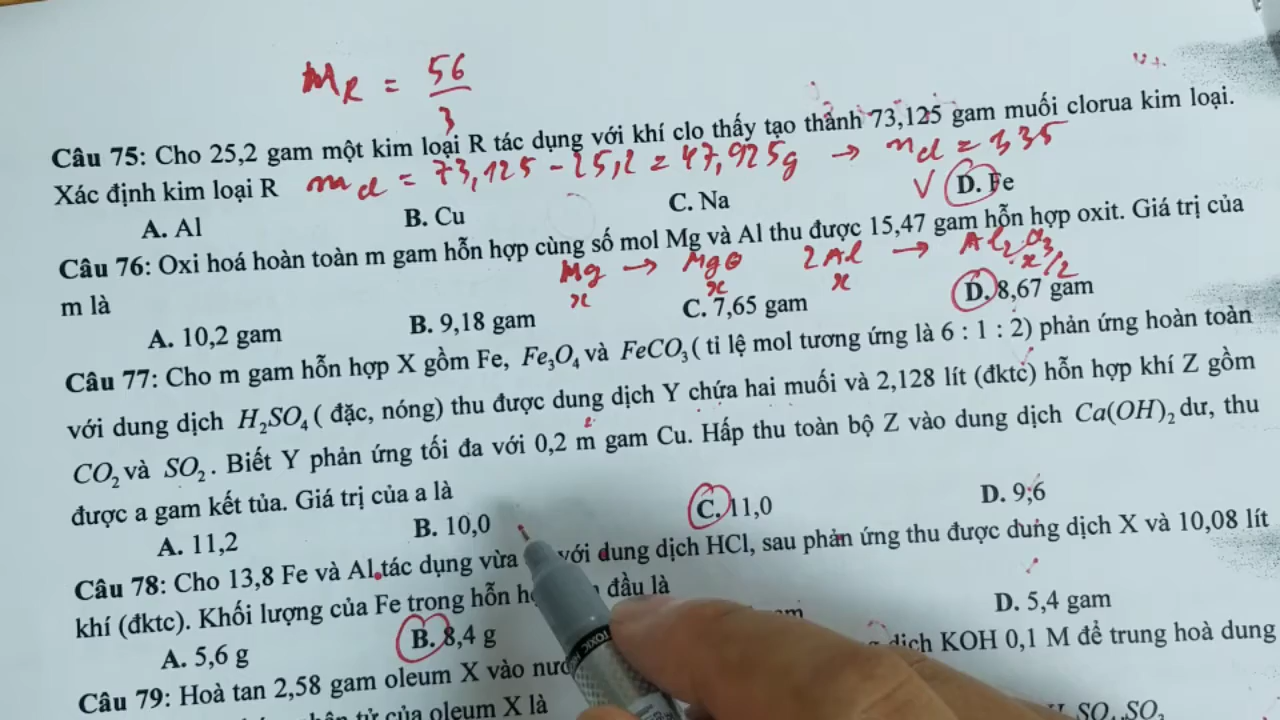 M_R = 56/3
Câu 75: Cho 25,2 gam một kim loại R tác dụng với khí clo thấy tạo thành 73,125 gam muối clorua kim loại.
Xác định kim loại R m_cl = 73,125 - 25,2 = 47,925g → n_cl = 1,35
A. Al B. Cu C. Na V D. Fe
Câu 76: Oxi hoá hoàn toàn m gam hỗn hợp cùng số mol Mg và Al thu được 15,47 gam hỗn hợp oxit. Giá trị của
m là Mg → MgO 2Al → Al2O3
x x x x/2
A. 10,2 gam B. 9,18 gam C. 7,65 gam D. 8,67 gam
Câu 77: Cho m gam hỗn hợp X gồm Fe, Fe3O4 và FeCO3 ( tỉ lệ mol tương ứng là 6 : 1 : 2) phản ứng hoàn toàn
với dung dịch H2SO4 ( đặc, nóng) thu được dung dịch Y chứa hai muối và 2,128 lít (đktc) hỗn hợp khí Z gồm
CO2 và SO2. Biết Y phản ứng tối đa với 0,2 m gam Cu. Hấp thu toàn bộ Z vào dung dịch Ca(OH)2 dư, thu
được a gam kết tủa. Giá trị của a là
A. 11,2 B. 10,0 C. 11,0 D. 9,6
Câu 78: Cho 13,8 Fe và Al tác dụng vừa với dung dịch HCl, sau phản ứng thu được dung dịch X và 10,08 lít
khí (đktc). Khối lượng của Fe trong hỗn đầu là
A. 5,6 g B. 8,4 g D. 5,4 gam
Câu 79: Hoà tan 2,58 gam oleum X vào dịch KOH 0,1 M để trung hoà dung
tử của oleum X là